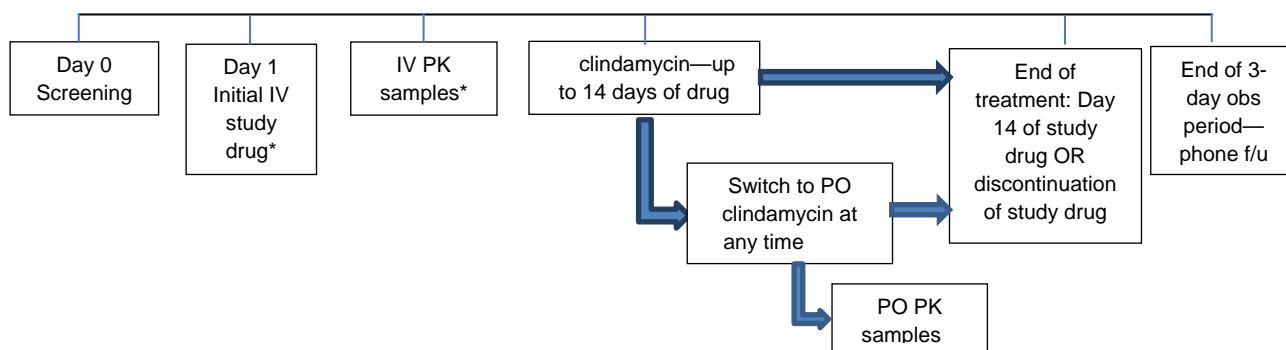 Day 0
Screening
Day 1
Initial IV
study
drug*
IV PK
samples*
clindamycin—up
to 14 days of drug
Switch to PO
clindamycin at
any time
PO PK
samples
End of
treatment: Day
14 of study
drug OR
discontinuation
of study drug
End of 3-
day obs
period—
phone f/u